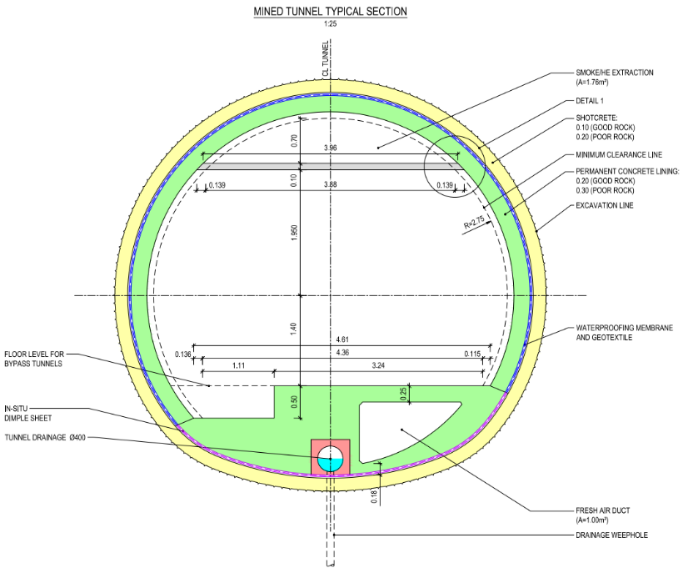 MINED TUNNEL TYPICAL SECTION
1:25
CL TUNNEL
SMOKE/HE EXTRACTION
(A=1.76m²)
DETAIL 1
SHOTCRETE:
0.10 (GOOD ROCK)
0.20 (POOR ROCK)
MINIMUM CLEARANCE LINE
PERMANENT CONCRETE LINING:
0.20 (GOOD ROCK)
0.30 (POOR ROCK)
EXCAVATION LINE
0.70
3.96
0.10
0.139
3.88
0.139
R=2.75
1.950
1.40
4.61
0.136
4.36
0.115
1.11
3.24
WATERPROOFING MEMBRANE
AND GEOTEXTILE
FLOOR LEVEL FOR
BYPASS TUNNELS
0.25
0.50
IN-SITU
DIMPLE SHEET
TUNNEL DRAINAGE Ø400
0.18
FRESH AIR DUCT
(A=1.00m²)
DRAINAGE WEEPHOLE